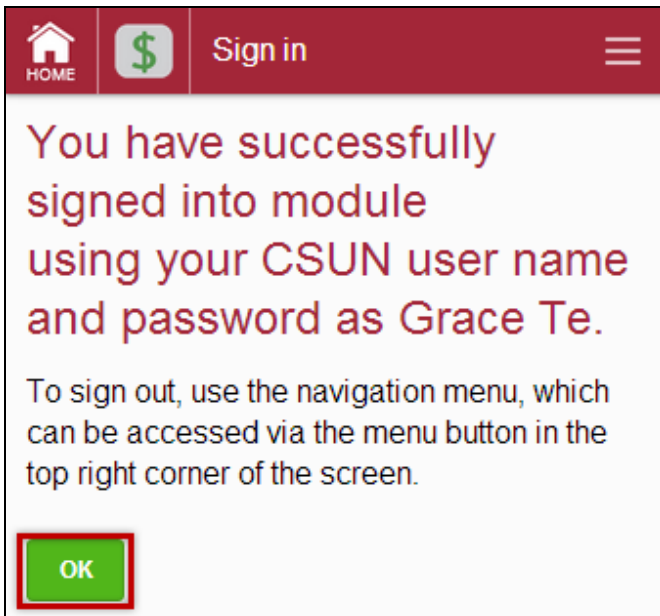 HOME
$
Sign in
You have successfully
signed into module
using your CSUN user name
and password as Grace Te.
To sign out, use the navigation menu, which
can be accessed via the menu button in the
top right corner of the screen.
OK